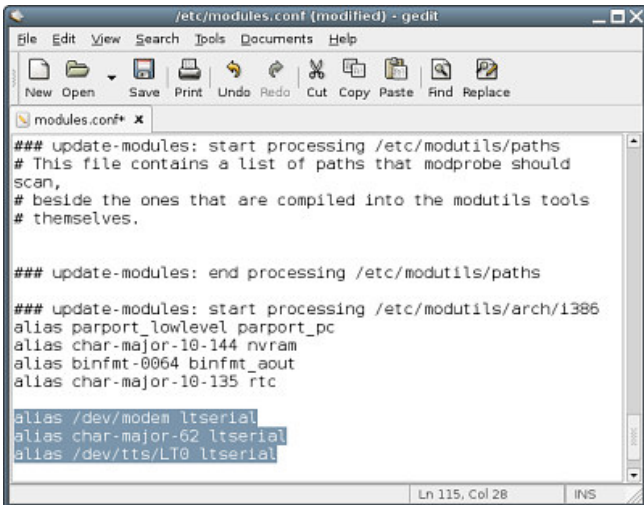 /etc/modules.conf (modified) - gedit
File Edit View Search Tools Documents Help
New Open Save Print Undo Redo Cut Copy Paste Find Replace
modules.conf*
### update-modules: start processing /etc/modutils/paths
# This file contains a list of paths that modprobe should
scan,
# beside the ones that are compiled into the modutils tools
# themselves.
### update-modules: end processing /etc/modutils/paths
### update-modules: start processing /etc/modutils/arch/i386
alias parport_lowlevel parport_pc
alias char-major-10-144 nvram
alias binfmt-0064 binfmt_aout
alias char-major-10-135 rtc
alias /dev/modem ltserial
alias char-major-62 ltserial
alias /dev/tts/LT0 ltserial
Ln 115, Col 28 INS